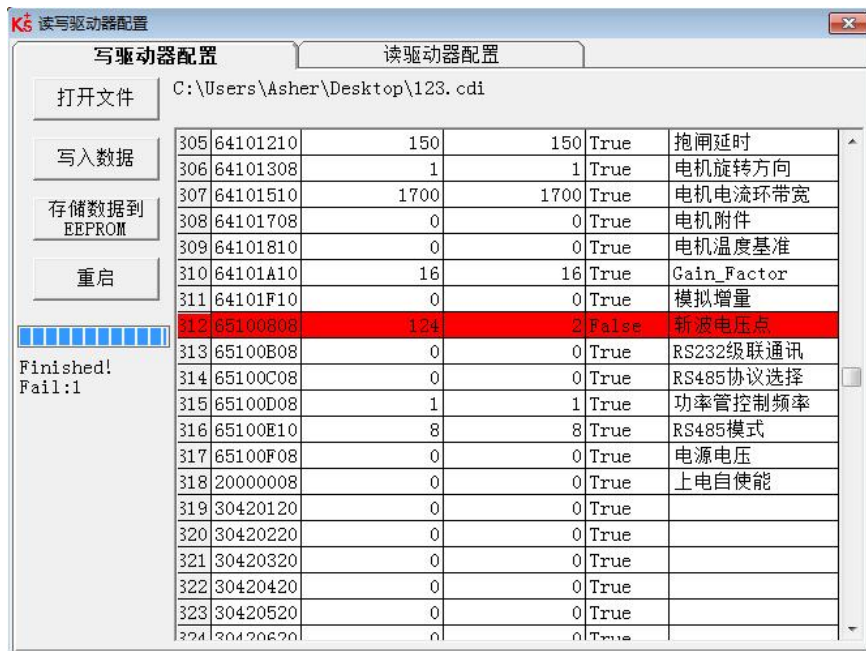 K5 读写驱动器配置
写驱动器配置 读驱动器配置
打开文件 C:\Users\Asher\Desktop\123.cdi
写入数据
存储数据到
EEPROM
重启
Finished!
Fail:1
305 64101210 150 150 True 抱闸延时
306 64101308 1 1 True 电机旋转方向
307 64101510 1700 1700 True 电机电流环带宽
308 64101708 0 0 True 电机附件
309 64101810 0 0 True 电机温度基准
310 64101A10 16 16 True Gain_Factor
311 64101F10 0 0 True 模拟增量
312 65100808 124 2 False 斩波电压点
313 65100B08 0 0 True RS232级联通讯
314 65100C08 0 0 True RS485协议选择
315 65100D08 1 1 True 功率管控制频率
316 65100E10 8 8 True RS485模式
317 65100F08 0 0 True 电源电压
318 20000008 0 0 True 上电自使能
319 30420120 0 0 True
320 30420220 0 0 True
321 30420320 0 0 True
322 30420420 0 0 True
323 30420520 0 0 True
324 30420620 0 0 True